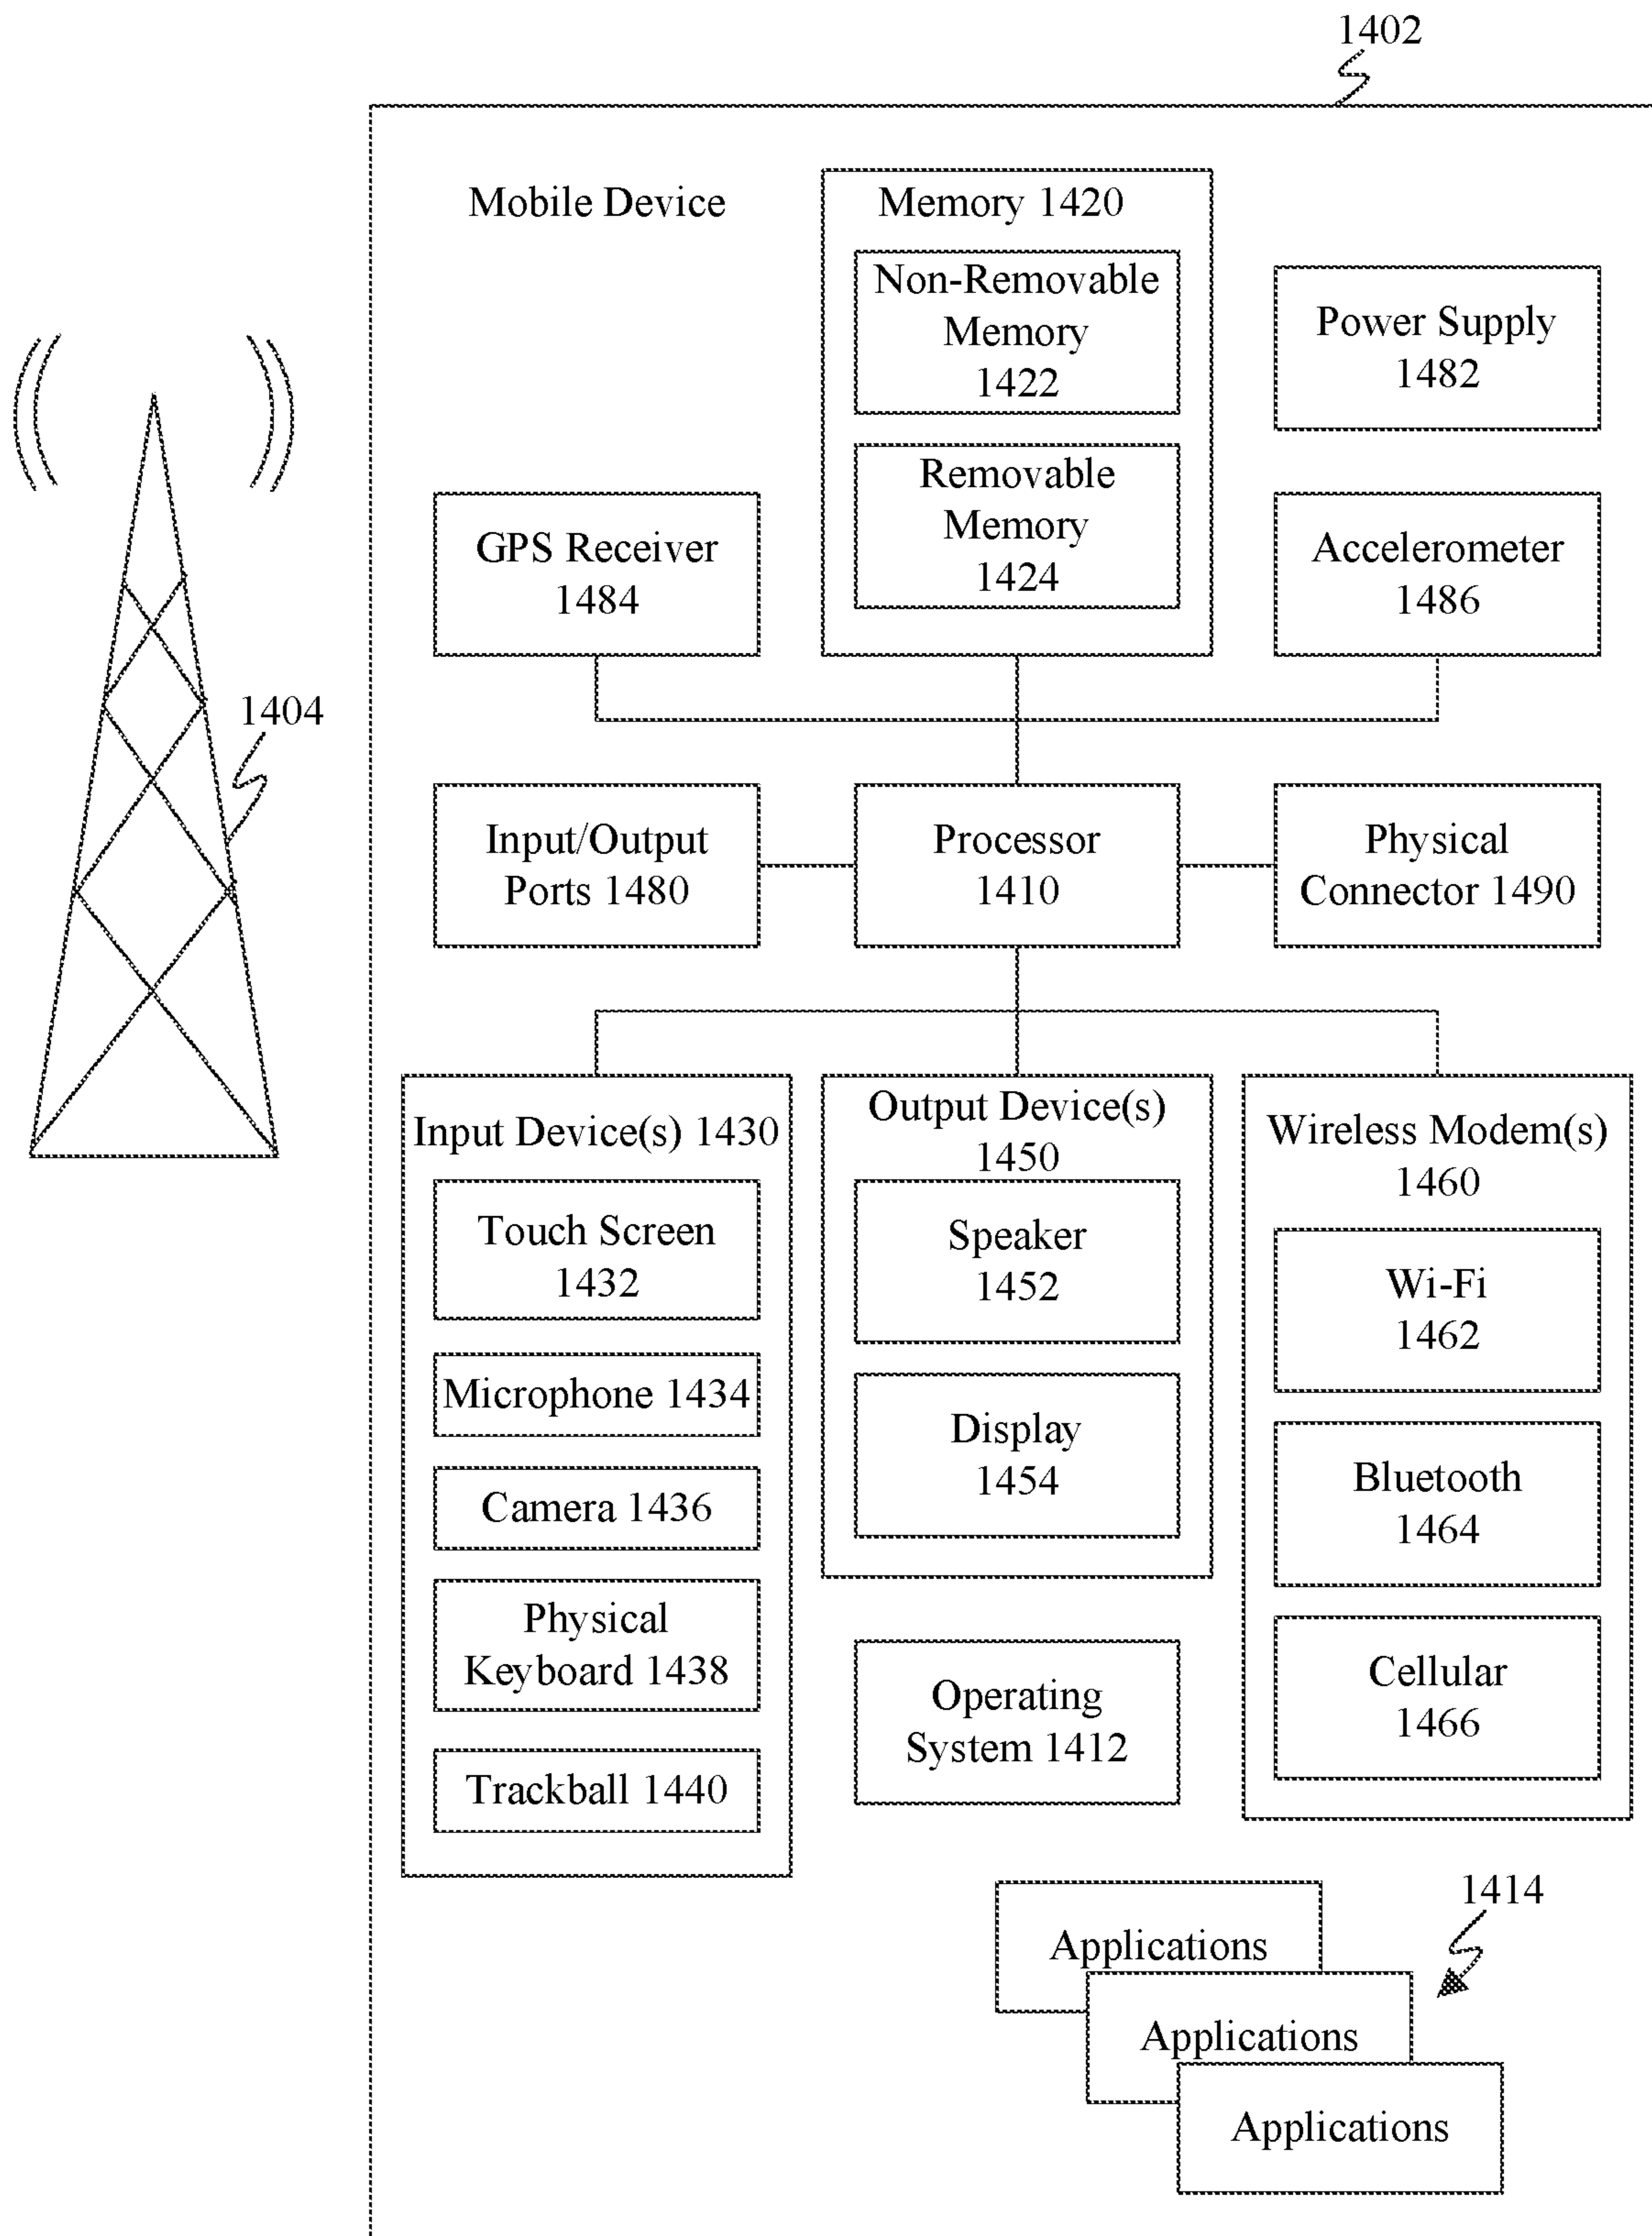 1402
Mobile Device
Memory 1420
Non-Removable
Memory
1422
Power Supply
1482
Removable
Memory
1424
GPS Receiver
1484
Accelerometer
1486
1404
Input/Output
Ports 1480
Processor
1410
Physical
Connector 1490
Input Device(s) 1430
Touch Screen
1432
Microphone 1434
Camera 1436
Physical
Keyboard 1438
Trackball 1440
Output Device(s)
1450
Speaker
1452
Display
1454
Operating
System 1412
Wireless Modem(s)
1460
Wi-Fi
1462
Bluetooth
1464
Cellular
1466
1414
Applications
Applications
Applications